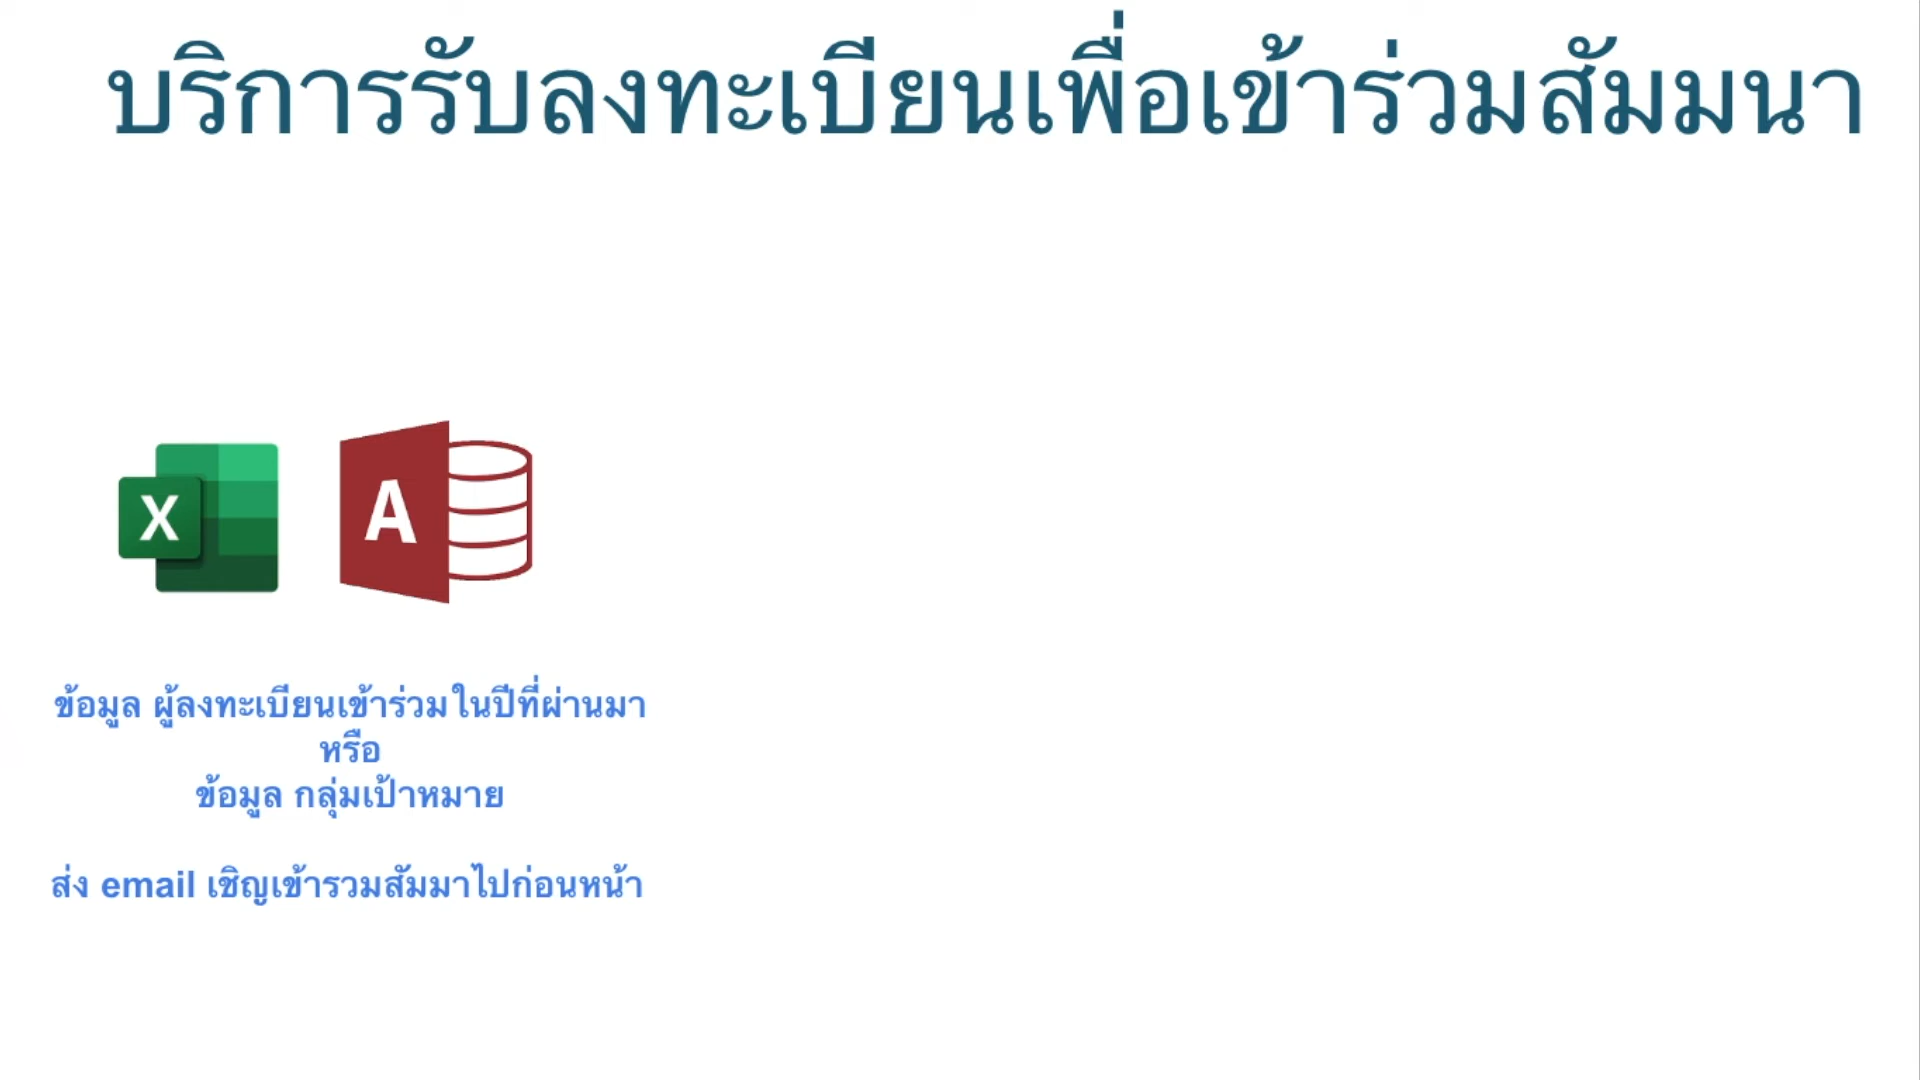 บริการรับลงทะเบียนเพื่อเข้าร่วมสัมมนา
X
A
ข้อมูล ผู้ลงทะเบียนเข้าร่วมในปีที่ผ่านมา
หรือ
ข้อมูล กลุ่มเป้าหมาย
ส่ง email เชิญเข้ารวมสัมมาไปก่อนหน้า